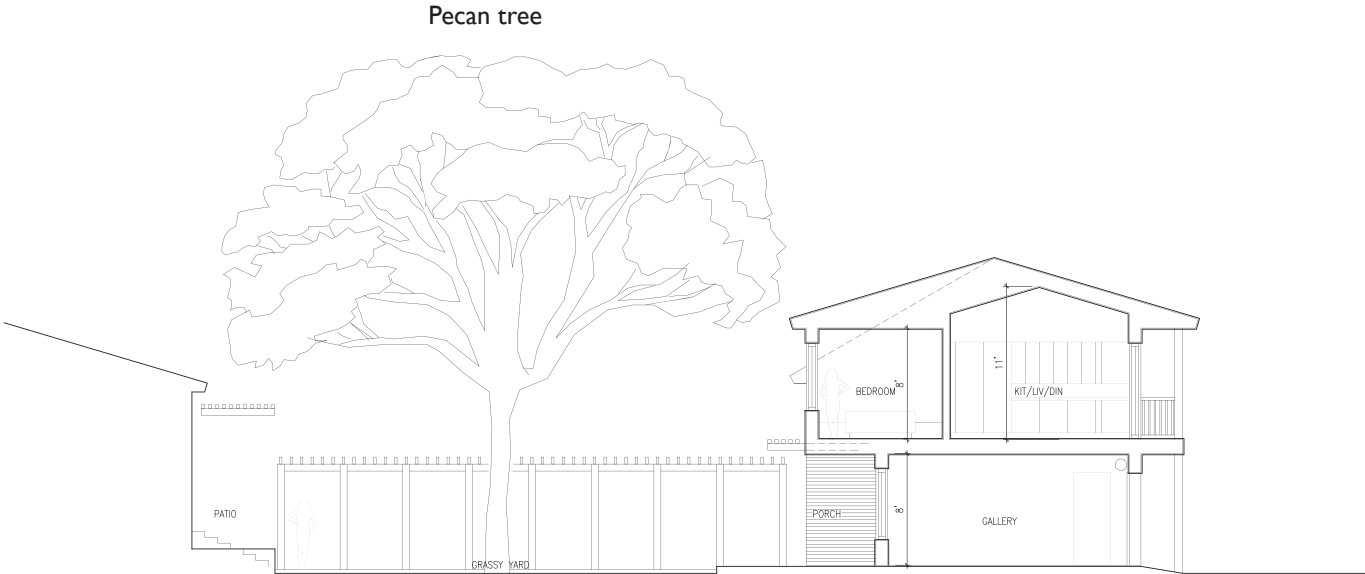 Pecan tree
BEDROOM
8'
11'
KIT/LIV/DIN
PATIO
GRASSY YARD
PORCH
8'
GALLERY